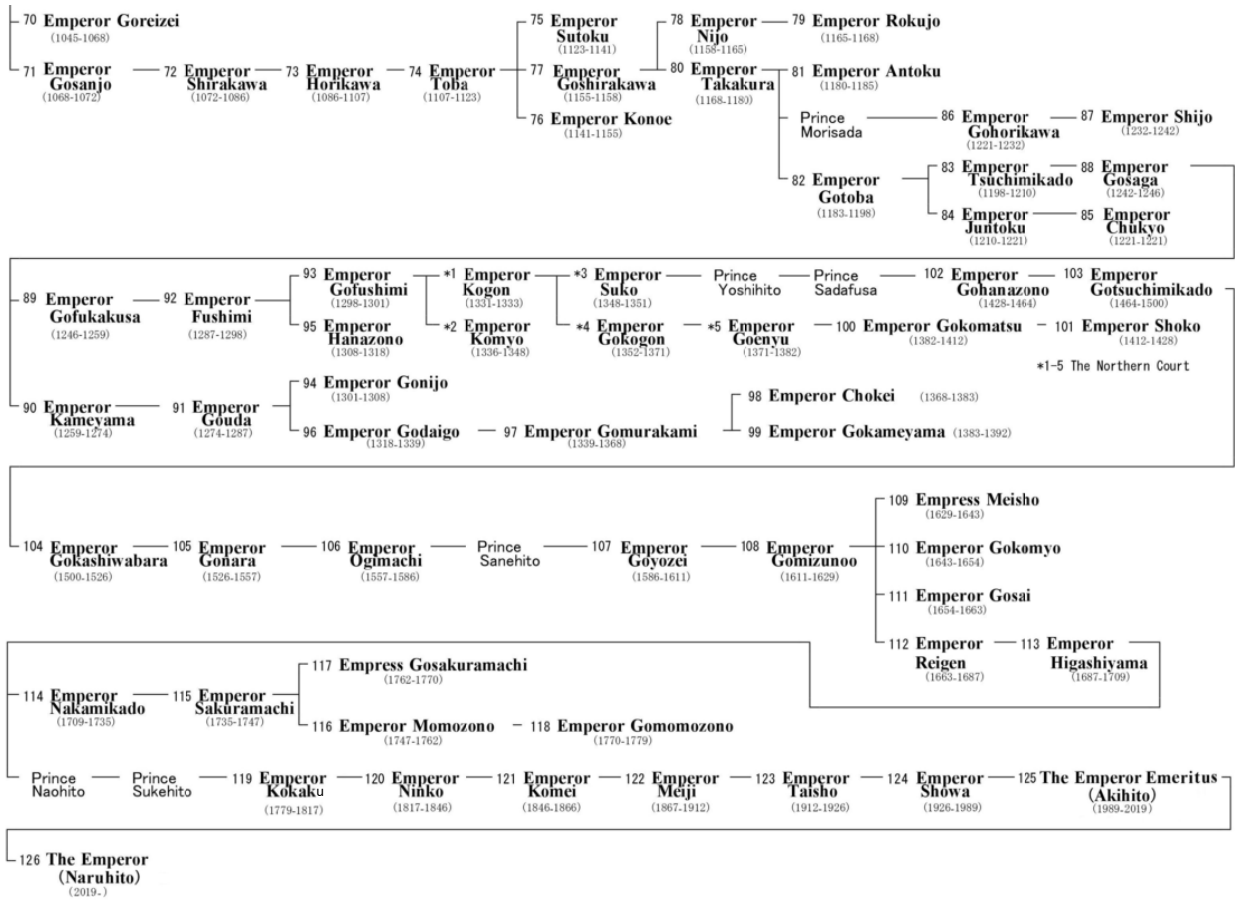 70 Emperor Goreizei
(1045-1068)
71 Emperor
Gosanjo
(1068-1072)
72 Emperor
Shirakawa
(1072-1086)
73 Emperor
Horikawa
(1086-1107)
74 Emperor
Toba
(1107-1123)
75 Emperor
Sutoku
(1123-1141)
77 Emperor
Goshirakawa
(1155-1158)
76 Emperor Konoe
(1141-1155)
78 Emperor
Nijo
(1158-1165)
79 Emperor Rokujo
(1165-1168)
80 Emperor
Takakura
(1168-1180)
81 Emperor Antoku
(1180-1185)
Prince
Morisada
86 Emperor
Gohorikawa
(1221-1232)
87 Emperor Shijo
(1232-1242)
82 Emperor
Gotoba
(1183-1198)
83 Emperor
Tsuchimikado
(1198-1210)
88 Emperor
Gosaga
(1242-1246)
84 Emperor
Juntoku
(1210-1221)
85 Emperor
Chukyo
(1221-1221)
89 Emperor
Gofukakusa
(1246-1259)
92 Emperor
Fushimi
(1287-1298)
93 Emperor
Gofushimi
(1298-1301)
95 Emperor
Hanazono
(1308-1318)
*1 Emperor
Kogon
(1331-1333)
*2 Emperor
Komyo
(1336-1348)
*3 Emperor
Suko
(1348-1351)
Prince
Yoshihito
Prince
Sadafusa
102 Emperor
Gohanazono
(1428-1464)
103 Emperor
Gotsuchimikado
(1464-1500)
*4 Emperor
Gokogon
(1352-1371)
*5 Emperor
Goenyu
(1371-1382)
100 Emperor Gokomatsu
(1382-1412)
101 Emperor Shoko
(1412-1428)
*1-5 The Northern Court
90 Emperor
Kameyama
(1259-1274)
91 Emperor
Gouda
(1274-1287)
94 Emperor Gonijo
(1301-1308)
96 Emperor Godaigo
(1318-1339)
97 Emperor Gomurakami
(1339-1368)
98 Emperor Chokei (1368-1383)
99 Emperor Gokameyama (1383-1392)
104 Emperor
Gokashiwabara
(1500-1526)
105 Emperor
Gonara
(1526-1557)
106 Emperor
Ogimachi
(1557-1586)
Prince
Sanehito
107 Emperor
Goyozei
(1586-1611)
108 Emperor
Gomizunoo
(1611-1629)
109 Empress Meisho
(1629-1643)
110 Emperor Gokomyo
(1643-1654)
111 Emperor Gosai
(1654-1663)
112 Emperor
Reigen
(1663-1687)
113 Emperor
Higashiyama
(1687-1709)
114 Emperor
Nakamikado
(1709-1735)
115 Emperor
Sakuramachi
(1735-1747)
117 Empress Gosakuramachi
(1762-1770)
116 Emperor Momozono
(1747-1762)
118 Emperor Gomomozono
(1770-1779)
Prince
Naohito
Prince
Sukehito
119 Emperor
Kokaku
(1779-1817)
120 Emperor
Ninko
(1817-1846)
121 Emperor
Komei
(1846-1866)
122 Emperor
Meiji
(1867-1912)
123 Emperor
Taisho
(1912-1926)
124 Emperor
Showa
(1926-1989)
125 The Emperor Emeritus
(Akihito)
(1989-2019)
126 The Emperor
(Naruhito)
(2019-)